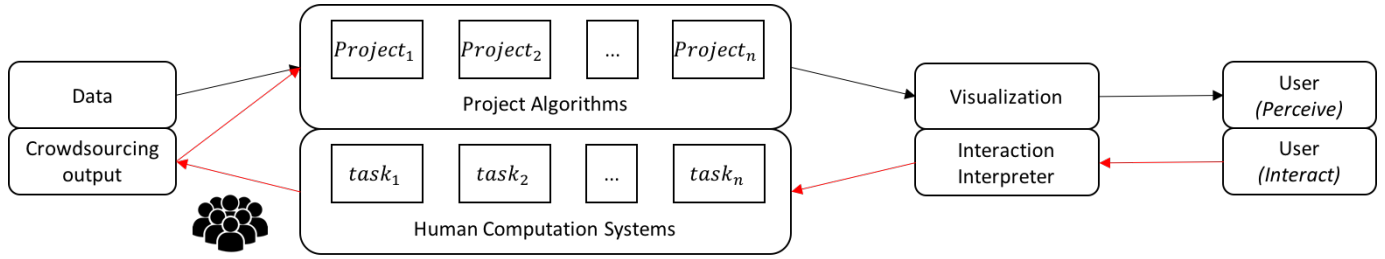 Project₁ Project₂ ... Projectₙ
Project Algorithms
Data
Crowdsourcing
output
task₁ task₂ ... taskₙ
Human Computation Systems
Visualization
Interaction
Interpreter
User
(Perceive)
User
(Interact)